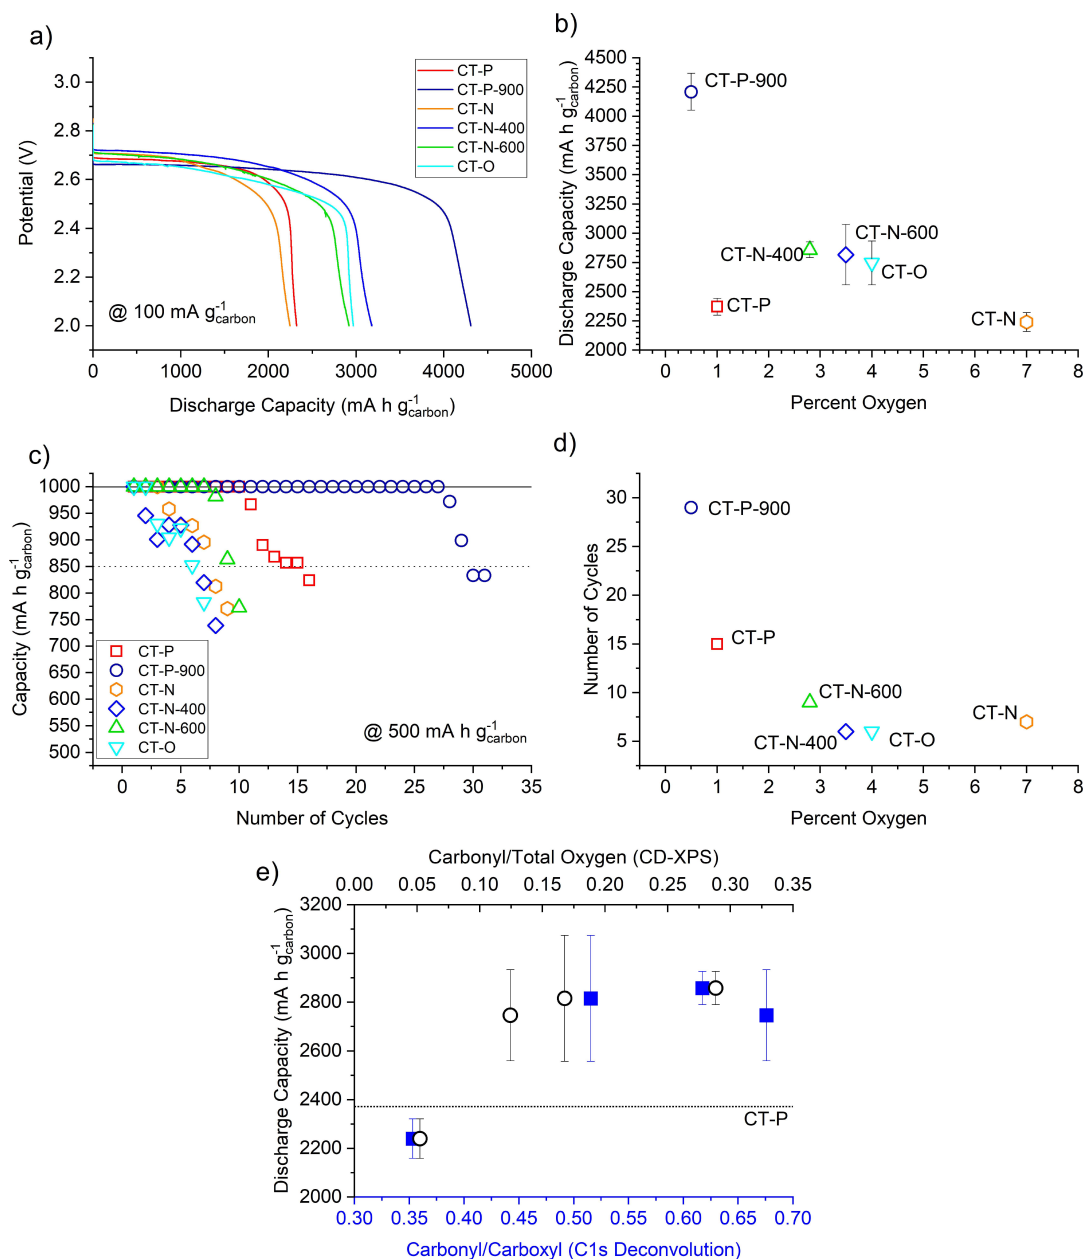 a)
3.0
2.8
2.6
2.4
2.2
2.0
Potential (V)
CT-P
CT-P-900
CT-N
CT-N-400
CT-N-600
CT-O
@ 100 mA g⁻¹carbon
0 1000 2000 3000 4000 5000
Discharge Capacity (mA h g⁻¹carbon)
b)
4500
4250
4000
3750
3500
3250
3000
2750
2500
2250
2000
Discharge Capacity (mA h g⁻¹carbon)
CT-P-900
CT-N-600
CT-N-400
CT-O
CT-P
CT-N
0 1 2 3 4 5 6 7 8
Percent Oxygen
c)
1000
950
900
850
800
750
700
650
600
550
500
Capacity (mA h g⁻¹carbon)
CT-P
CT-P-900
CT-N
CT-N-400
CT-N-600
CT-O
@ 500 mA h g⁻¹carbon
0 5 10 15 20 25 30 35
Number of Cycles
d)
30
25
20
15
10
5
Number of Cycles
CT-P-900
CT-P
CT-N-600
CT-N
CT-N-400
CT-O
0 1 2 3 4 5 6 7 8
Percent Oxygen
e)
Carbonyl/Total Oxygen (CD-XPS)
0.00 0.05 0.10 0.15 0.20 0.25 0.30 0.35
3200
3000
2800
2600
2400
2200
2000
Discharge Capacity (mA h g⁻¹carbon)
CT-P
0.30 0.35 0.40 0.45 0.50 0.55 0.60 0.65 0.70
Carbonyl/Carboxyl (C1s Deconvolution)